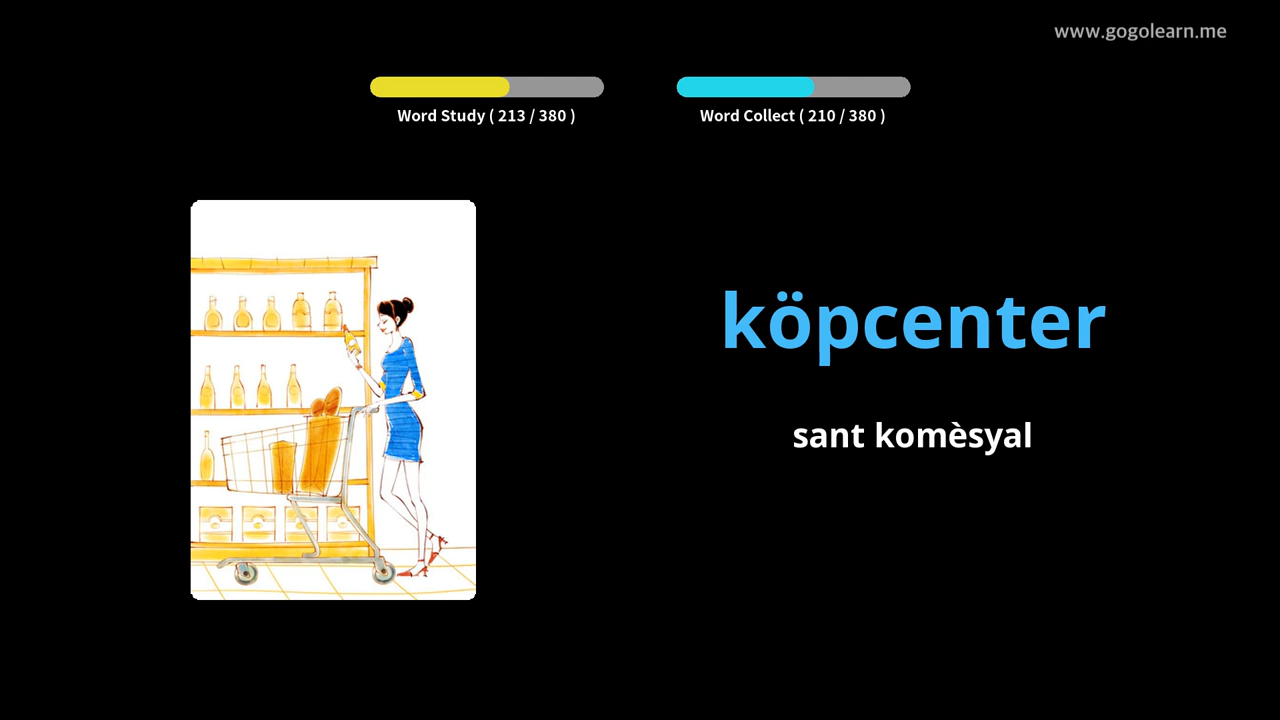 www.gogolearn.me
Word Study ( 213 / 380 )
Word Collect ( 210 / 380 )
köpcenter
sant komèsyal